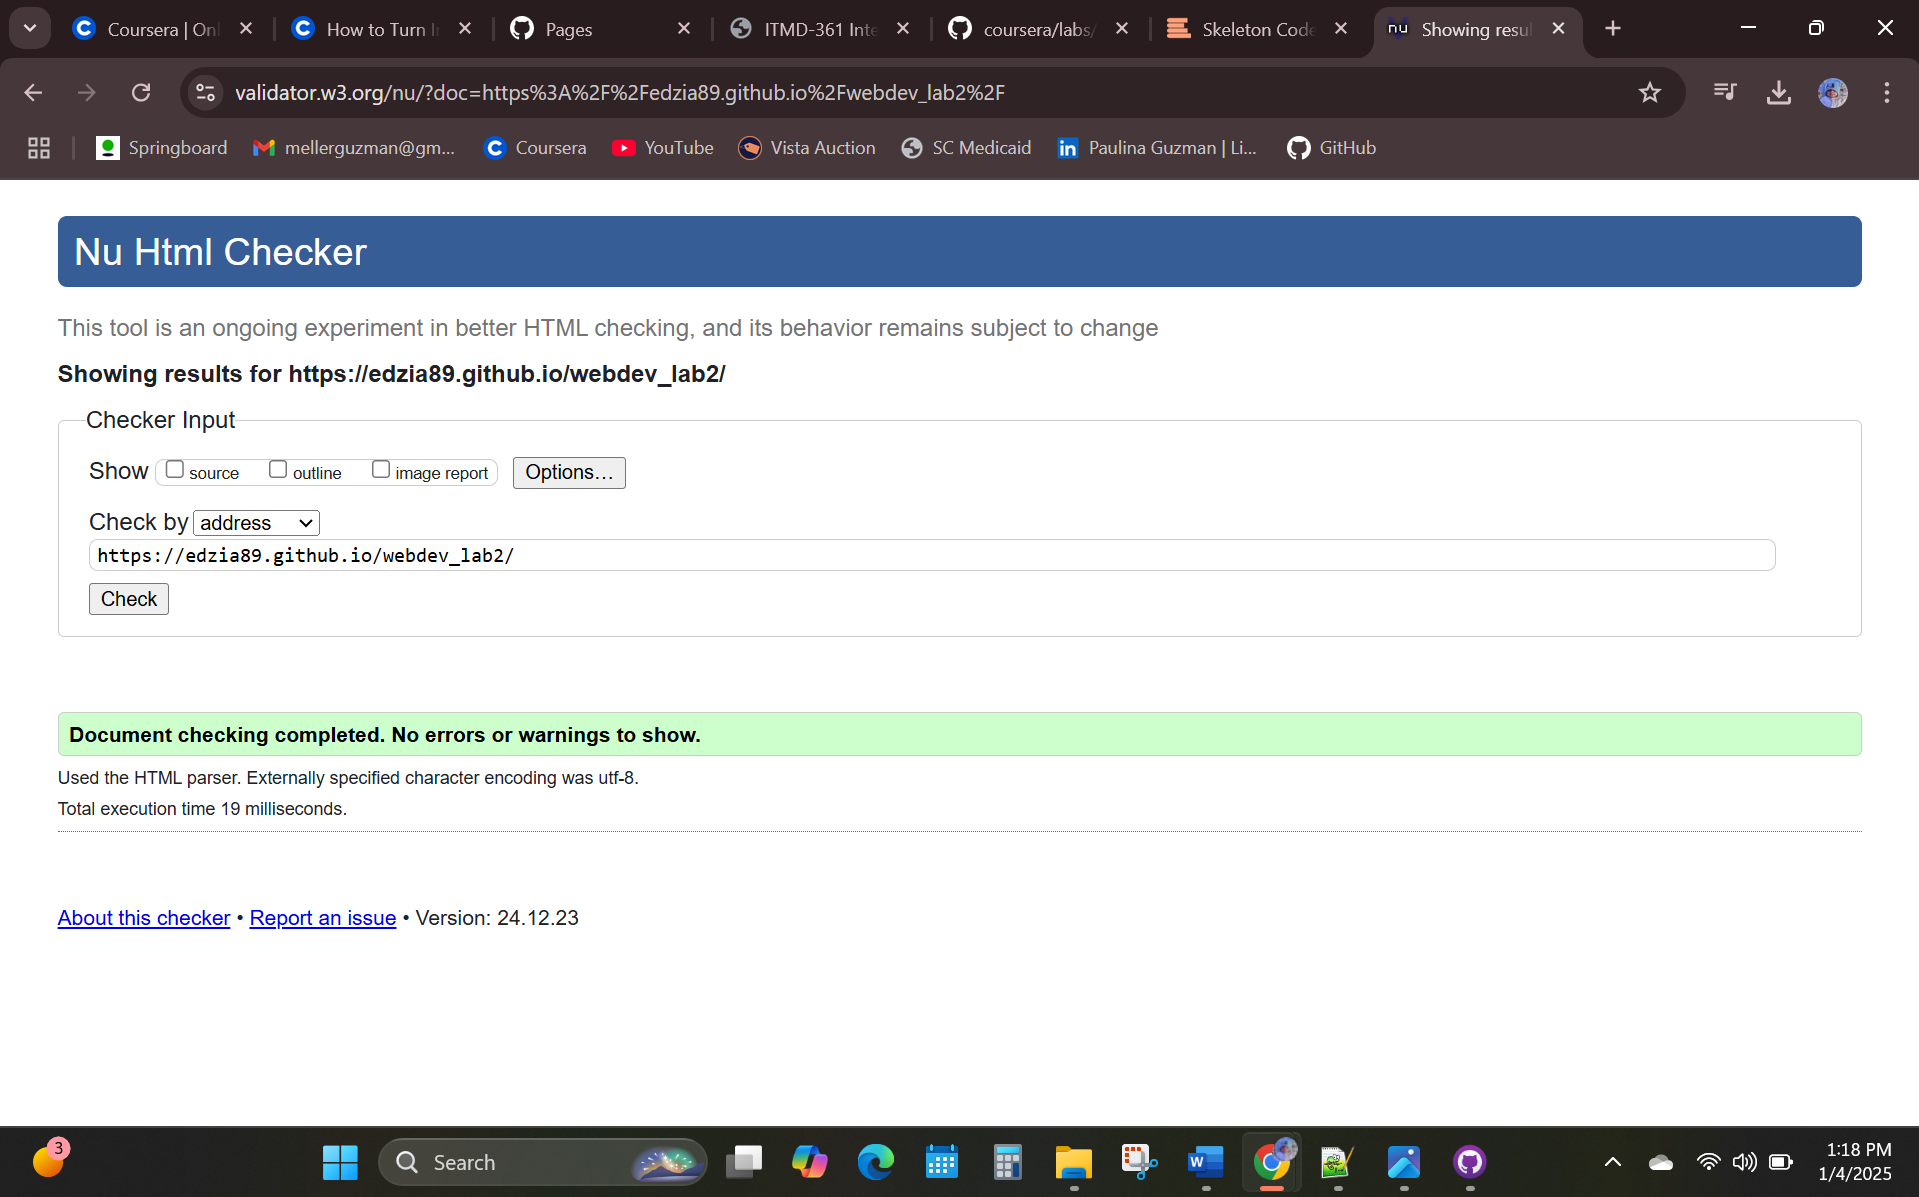 Coursera | Onl
How to Turn I
Pages
ITMD-361 Inte
coursera/labs/
Skeleton Code
nu Showing resul
validator.w3.org/nu/?doc=https%3A%2F%2Fedzia89.github.io%2Fwebdev_lab2%2F
Springboard
mellerguzman@gm...
Coursera
YouTube
Vista Auction
SC Medicaid
in Paulina Guzman | Li...
GitHub
Nu Html Checker
This tool is an ongoing experiment in better HTML checking, and its behavior remains subject to change
Showing results for https://edzia89.github.io/webdev_lab2/
Checker Input
Show source outline image report Options...
Check by address
https://edzia89.github.io/webdev_lab2/
Check
Document checking completed. No errors or warnings to show.
Used the HTML parser. Externally specified character encoding was utf-8.
Total execution time 19 milliseconds.
About this checker • Report an issue • Version: 24.12.23
3
Search
W
1:18 PM
1/4/2025